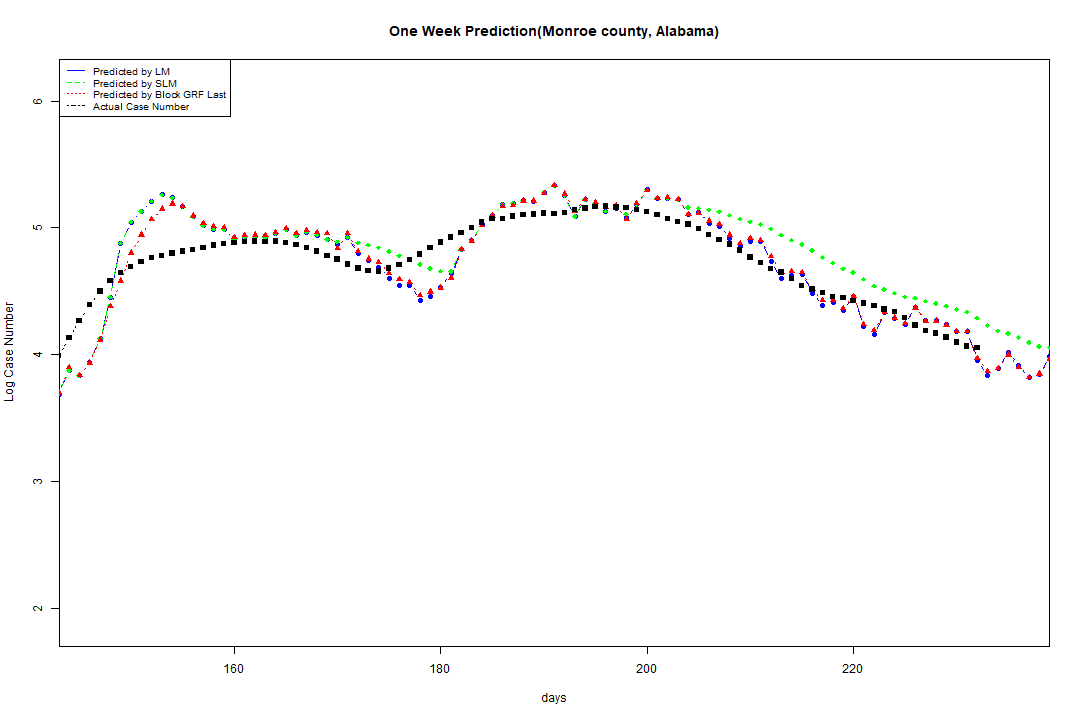 One Week Prediction(Monroe county, Alabama)
Predicted by LM
Predicted by SLM
Predicted by Block GRF Last
Actual Case Number
6
5
4
3
2
Log Case Number
160 180 200 220
days